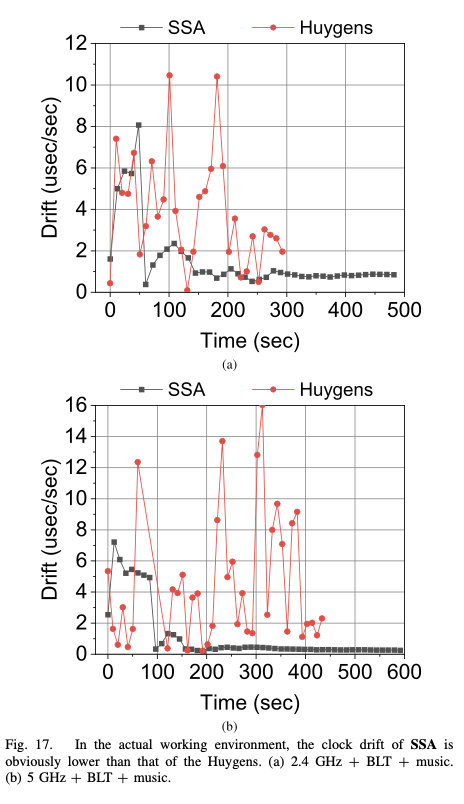 SSA Huygens
12
10
8
6
4
2
0
Drift (usec/sec)
0 100 200 300 400 500
Time (sec)
(a)
SSA Huygens
16
14
12
10
8
6
4
2
0
Drift (usec/sec)
0 100 200 300 400 500 600
Time (sec)
(b)
Fig. 17. In the actual working environment, the clock drift of SSA is
obviously lower than that of the Huygens. (a) 2.4 GHz + BLT + music.
(b) 5 GHz + BLT + music.